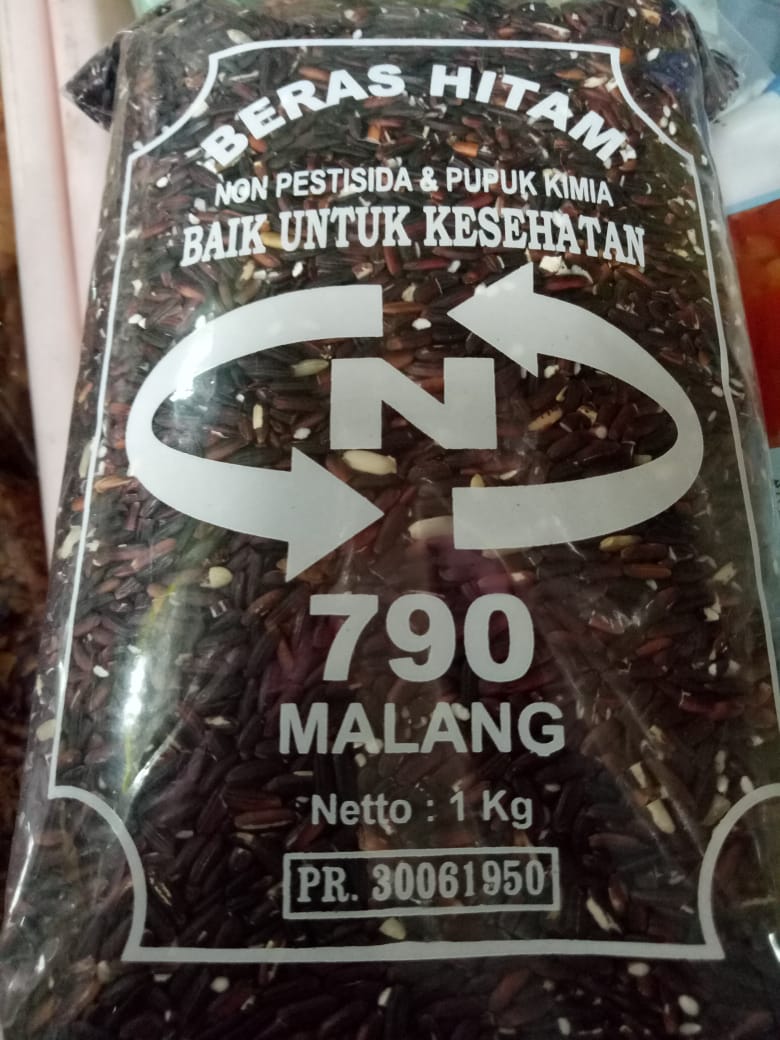 BERAS HITAM
NON PESTISIDA & PUPUK KIMIA
BAIK UNTUK KESEHATAN
N
790
MALANG
Netto : 1 Kg
PR. 30061950